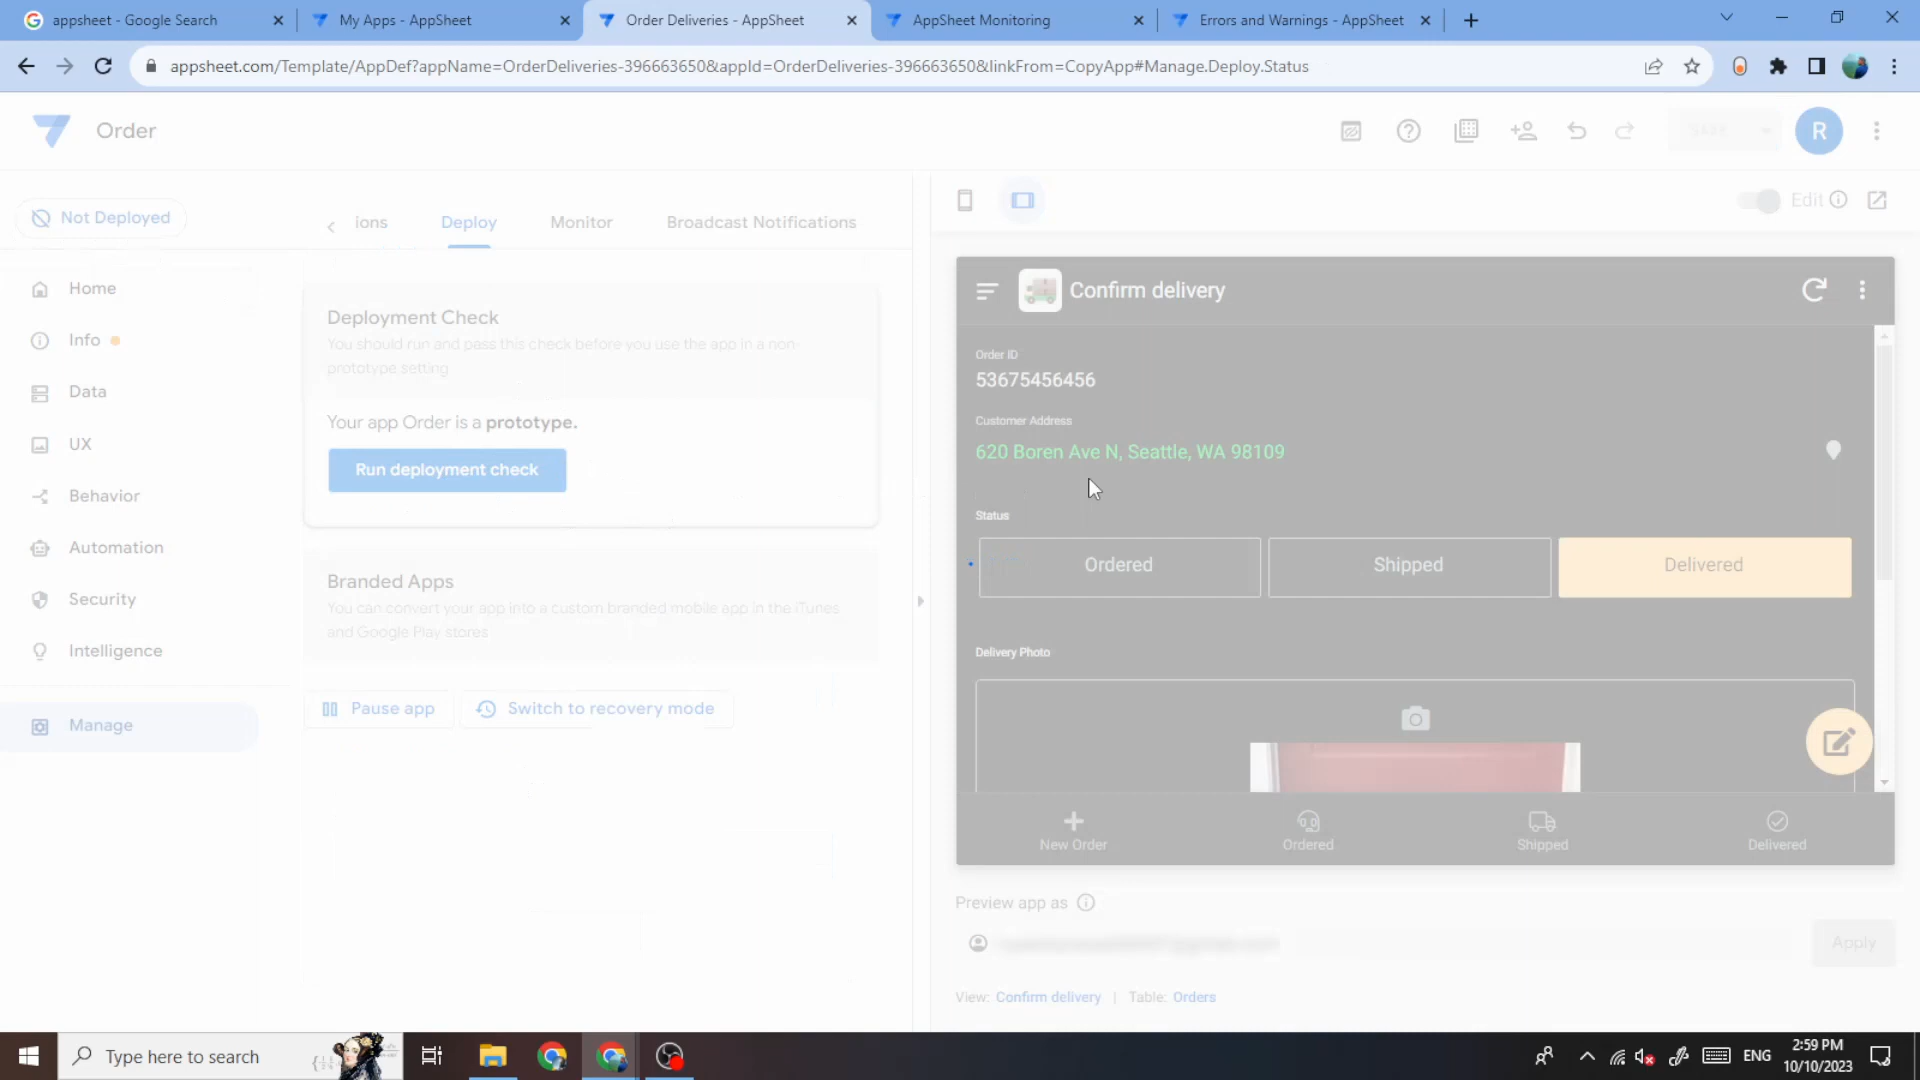 appsheet - Google Search
My Apps - AppSheet
Order Deliveries - AppSheet
AppSheet Monitoring
Errors and Warnings - AppSheet
appsheet.com/Template/AppDef?appName=OrderDeliveries-396663650&appId=OrderDeliveries-396663650&linkFrom=CopyApp#Manage.Deploy.Status
Order
SAVE
R
Not Deployed
ions
Deploy
Monitor
Broadcast Notifications
Edit
Home
Info
Data
UX
Behavior
Automation
Security
Intelligence
Manage
Deployment Check
You should run and pass this check before you use the app in a non-
prototype setting
Your app Order is a prototype.
Run deployment check
Branded Apps
You can convert your app into a custom branded mobile app in the iTunes
and Google Play stores
Pause app
Switch to recovery mode
Confirm delivery
Order ID
53675456456
Customer Address
620 Boren Ave N, Seattle, WA 98109
Status
Ordered
Shipped
Delivered
Delivery Photo
New Order
Ordered
Shipped
Delivered
Preview app as
Apply
View: Confirm delivery | Table: Orders
Type here to search
ENG
2:59 PM
10/10/2023